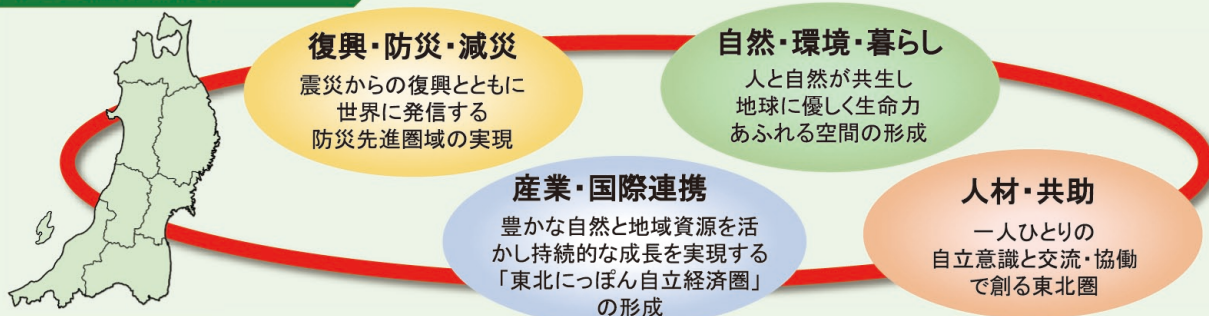 復興・防災・減災
震災からの復興とともに
世界に発信する
防災先進圏域の実現
自然・環境・暮らし
人と自然が共生し
地球に優しく生命力
あふれる空間の形成
産業・国際連携
豊かな自然と地域資源を活
かし持続的な成長を実現する
「東北にっぽん自立経済圏」
の形成
人材・共助
一人ひとりの
自立意識と交流・協働
で創る東北圏